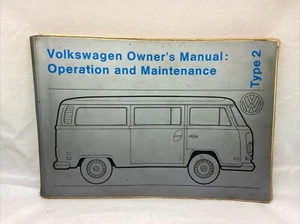 Volkswagen Owner's Manual:
Operation and Maintenance
Type 2